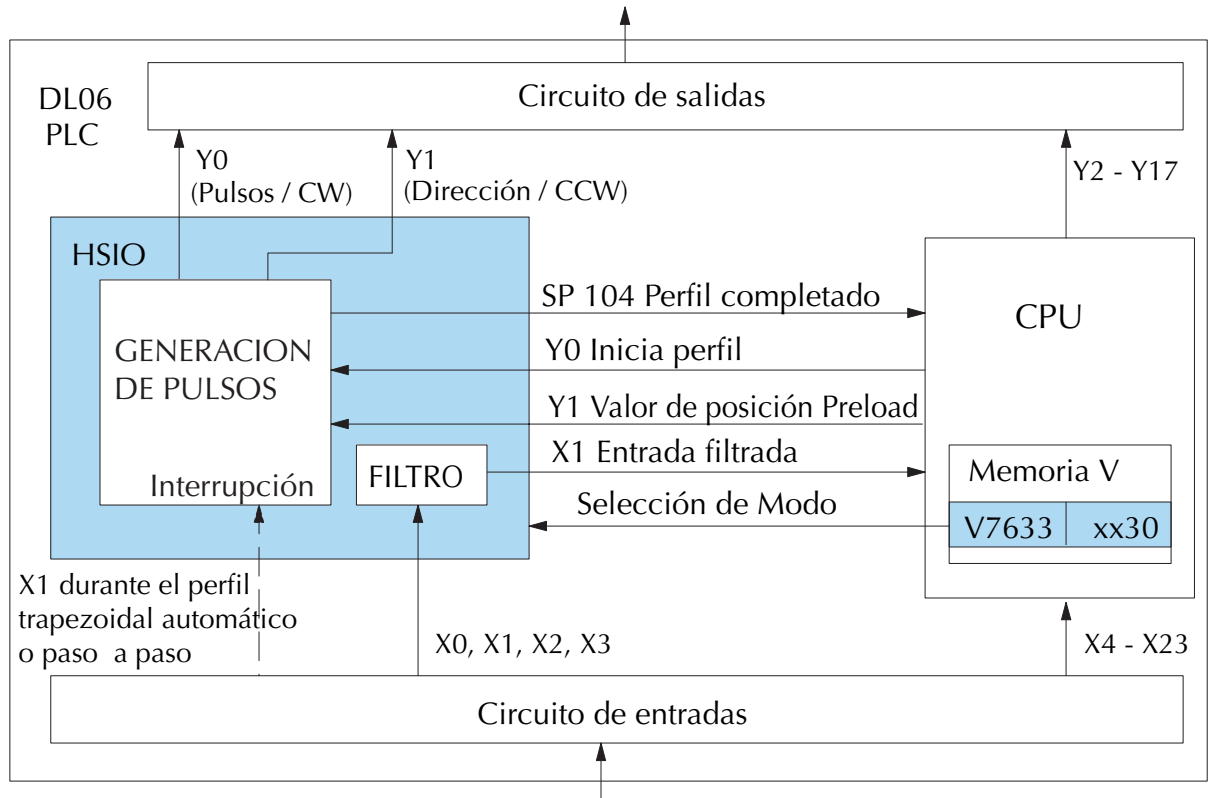 Circuito de salidas
DL06
PLC
Y0
(Pulsos / CW)
Y1
(Dirección / CCW)
Y2 - Y17
HSIO
SP 104 Perfil completado
CPU
GENERACION
DE PULSOS
Y0 Inicia perfil
Y1 Valor de posición Preload
X1 Entrada filtrada
Interrupción
FILTRO
Memoria V
Selección de Modo
V7633 xx30
X1 durante el perfil
trapezoidal automático
o paso a paso
X0, X1, X2, X3
X4 - X23
Circuito de entradas